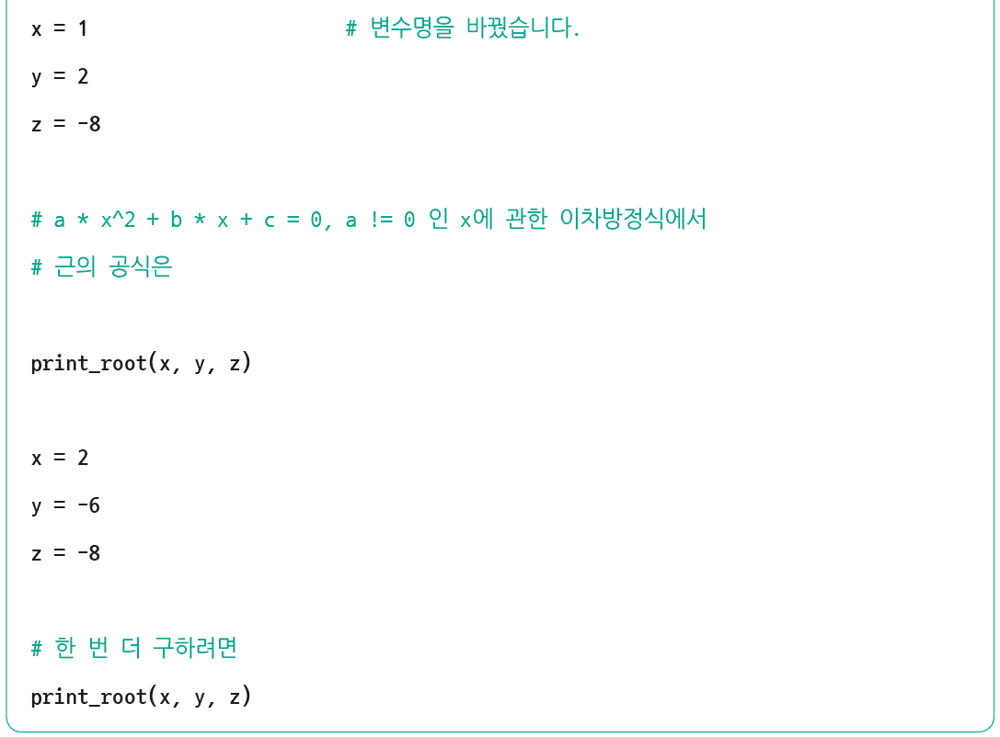 x = 1 # 변수명을 바꿨습니다.
y = 2
z = -8
# a * x^2 + b * x + c = 0, a != 0 인 x에 관한 이차방정식에서
# 근의 공식은
print_root(x, y, z)
x = 2
y = -6
z = -8
# 한 번 더 구하려면
print_root(x, y, z)